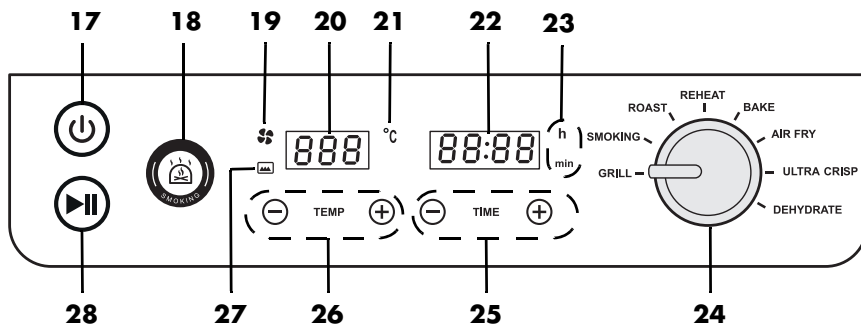 17 18 19 20 21 22 23
REHEAT
ROAST BAKE
°C h
SMOKING AIR FRY
888 88:88 min
GRILL ULTRA CRISP
SMOKING
TEMP TIME
DEHYDRATE
28 27 26 25 24